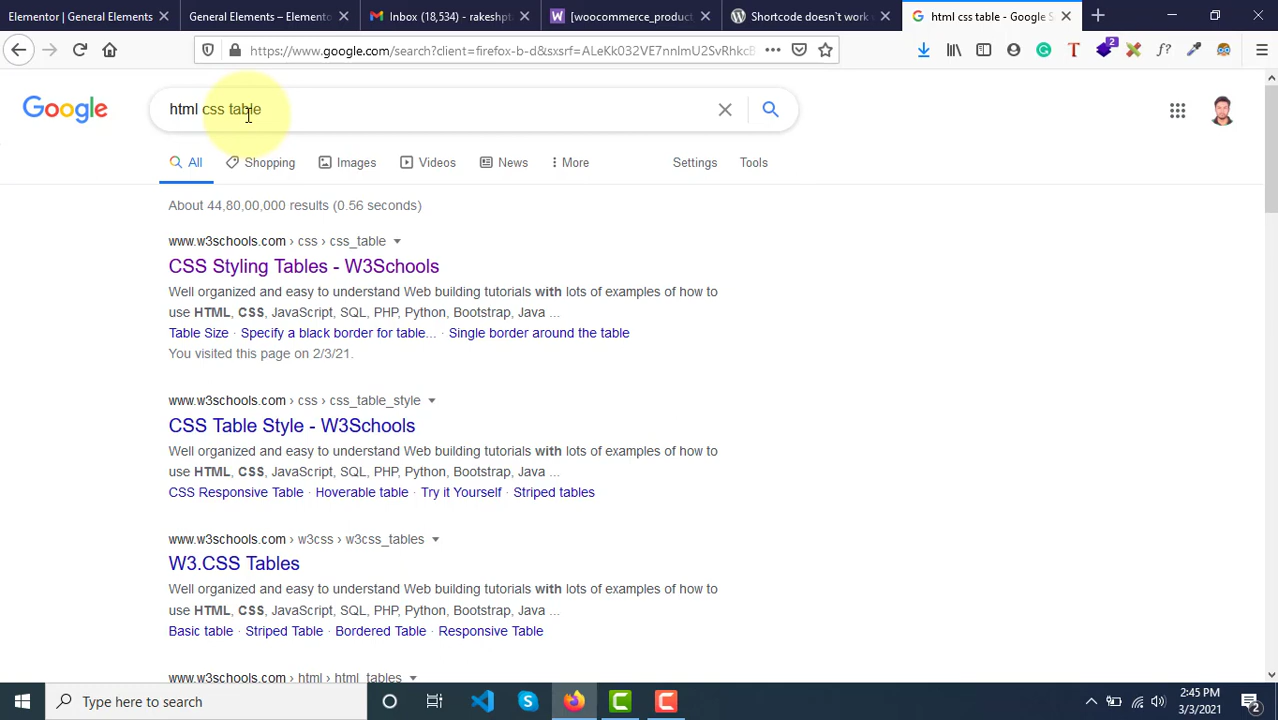 Elementor | General Elements
General Elements – Elemento
Inbox (18,534) - rakeshpt
[woocommerce_product
Shortcode doesn`t work
html css table - Google S
https://www.google.com/search?client=firefox-b-d&sxsrf=ALeKk032VE7nnImU2SvRhkcB
2
f?
Google
html css table
All
Shopping
Images
Videos
News
More
Settings
Tools
About 44,80,00,000 results (0.56 seconds)
www.w3schools.com › css › css_table
CSS Styling Tables - W3Schools
Well organized and easy to understand Web building tutorials with lots of examples of how to
use HTML, CSS, JavaScript, SQL, PHP, Python, Bootstrap, Java ...
Table Size · Specify a black border for table... · Single border around the table
You visited this page on 2/3/21.
www.w3schools.com › css › css_table_style
CSS Table Style - W3Schools
Well organized and easy to understand Web building tutorials with lots of examples of how to
use HTML, CSS, JavaScript, SQL, PHP, Python, Bootstrap, Java ...
CSS Responsive Table · Hoverable table · Try it Yourself · Striped tables
www.w3schools.com › w3css › w3css_tables
W3.CSS Tables
Well organized and easy to understand Web building tutorials with lots of examples of how to
use HTML, CSS, JavaScript, SQL, PHP, Python, Bootstrap, Java ...
Basic table · Striped Table · Bordered Table · Responsive Table
www.w3schools.com › html › html_tables
Type here to search
2:45 PM
3/3/2021
2